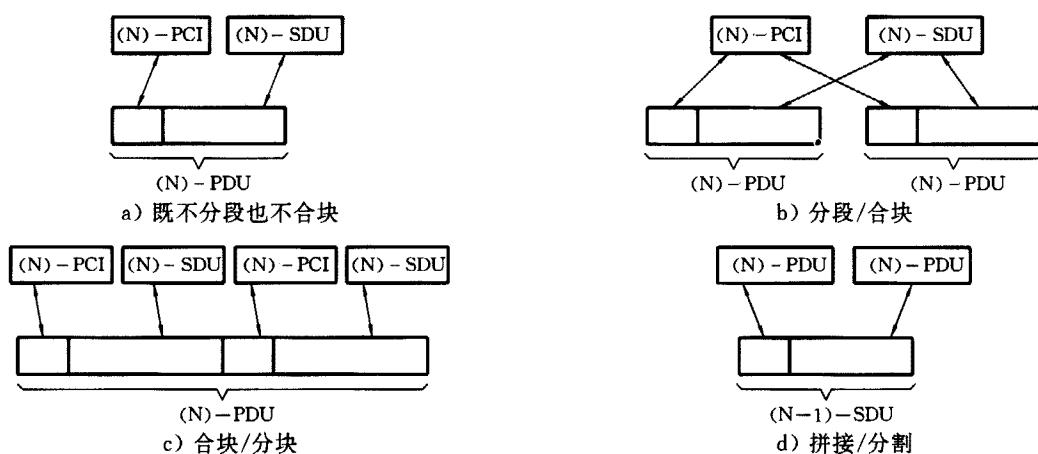 (N)-PCI (N)-SDU
(N)-PDU
a) 既不分段也不合块
(N)-PCI (N)-SDU
(N)-PDU (N)-PDU
b) 分段/合块
(N)-PCI (N)-SDU (N)-PCI (N)-SDU
(N)-PDU
c) 合块/分块
(N)-PDU (N)-PDU
(N-1)-SDU
d) 拼接/分割